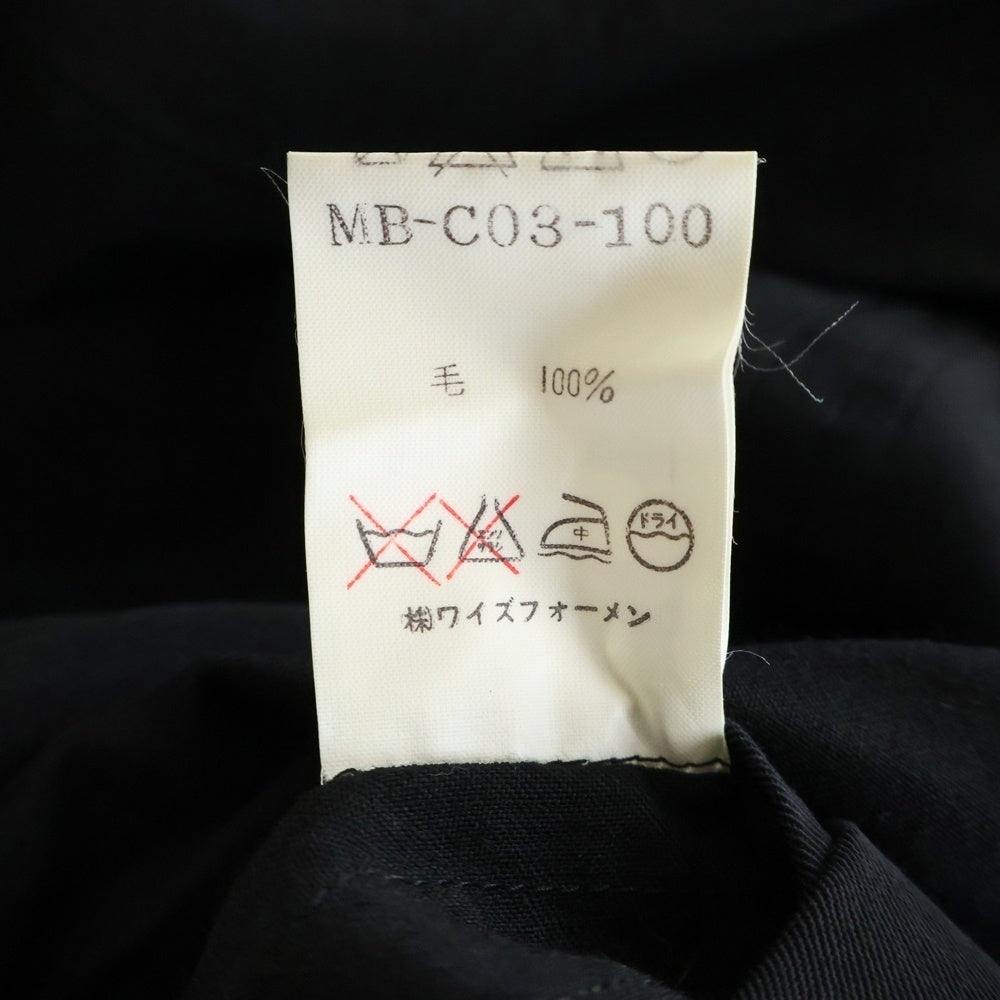 MB-C03-100
毛 100%
中 ドライ
㈱ワイズフォーメン